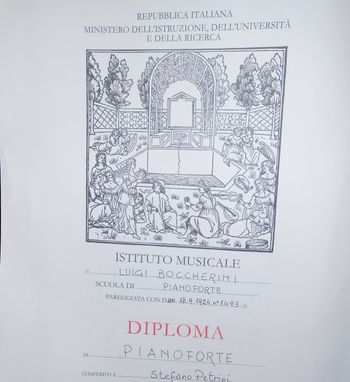 REPUBBLICA ITALIANA
MINISTERO DELL'ISTRUZIONE, DELL'UNIVERSITÀ
E DELLA RICERCA
ISTITUTO MUSICALE
LUIGI BOCCHERINI
SCUOLA DI PIANOFORTE
PAREGGIATA CON D.M. 18.9.1924 n° 1493
DIPLOMA
DI PIANOFORTE
CONFERITO A Stefano Petrini